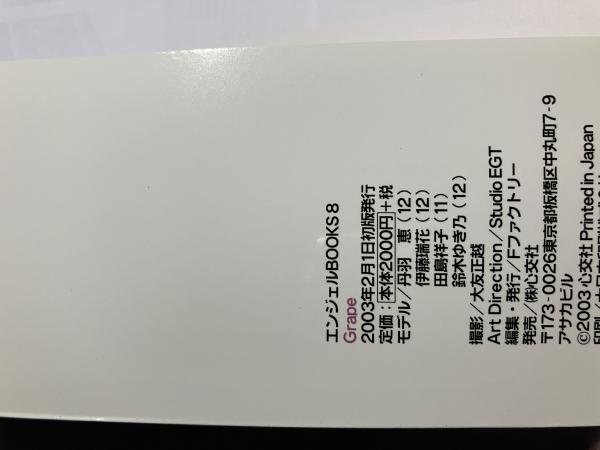 エンジェルBOOKS8
Grape
2003年2月1日初版発行
定価：本体2000円+税
モデル/丹羽　恵（12）
伊藤瑞花（12）
田島祥子（11）
鈴木ゆき乃（12）
撮影/大友正越
Art Direction/Studio EGT
編集・発行/Fファクトリー
発売/㈱心交社
〒173-0026東京都板橋区中丸町7-9
アサカビル
©2003 心交社 Printed in Japan